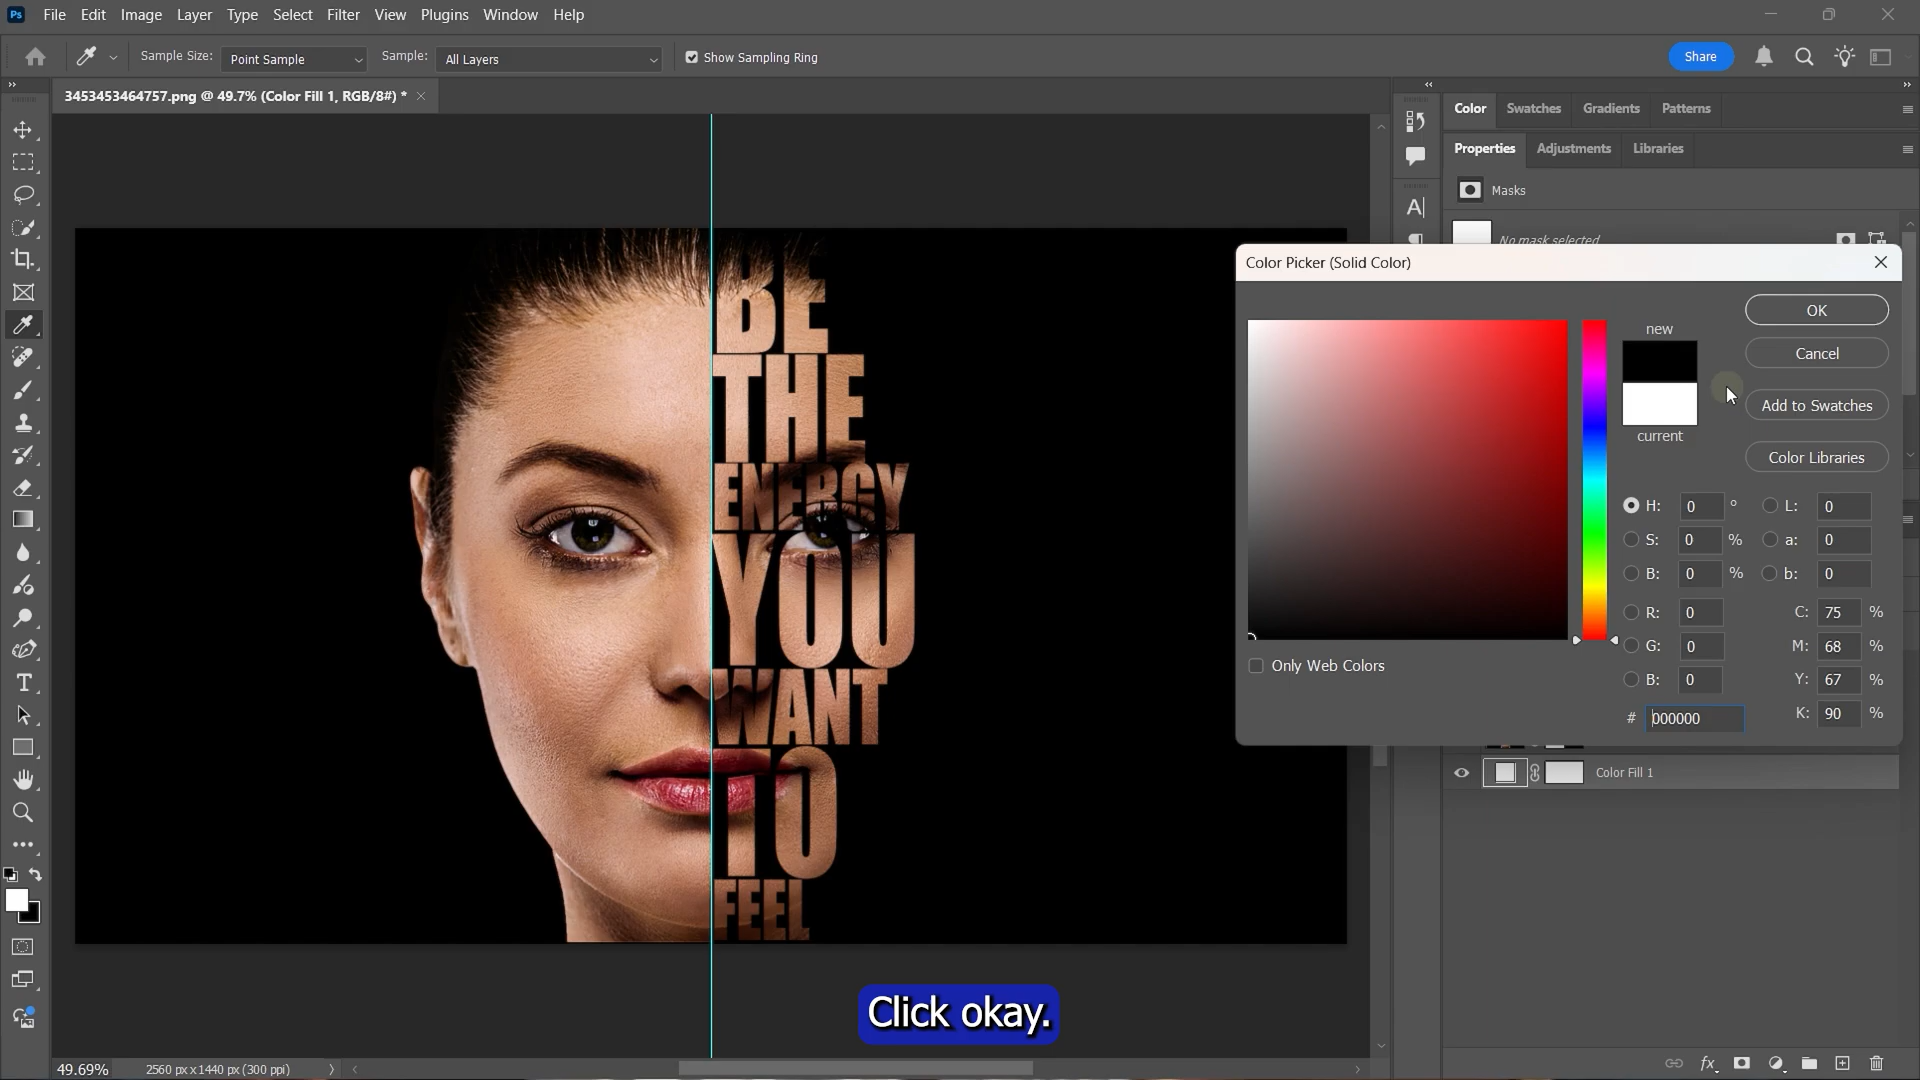 Ps File Edit Image Layer Type Select Filter View Plugins Window Help
Sample Size: Point Sample Sample: All Layers Show Sampling Ring Share
3453453464757.png @ 49.7% (Color Fill 1, RGB/8#) *
Color Swatches Gradients Patterns
Properties Adjustments Libraries
Masks
No mask selected
Color Picker (Solid Color)
OK
new
Cancel
Add to Swatches
current
Color Libraries
H: 0 ° L: 0
S: 0 % a: 0
B: 0 % b: 0
R: 0 C: 75 %
G: 0 M: 68 %
B: 0 Y: 67 %
# 000000 K: 90 %
Only Web Colors
Color Fill 1
BE
THE
ENERGY
YOU
WANT
TO
FEEL
Click okay.
49.69% 2560 px x 1440 px (300 ppi)